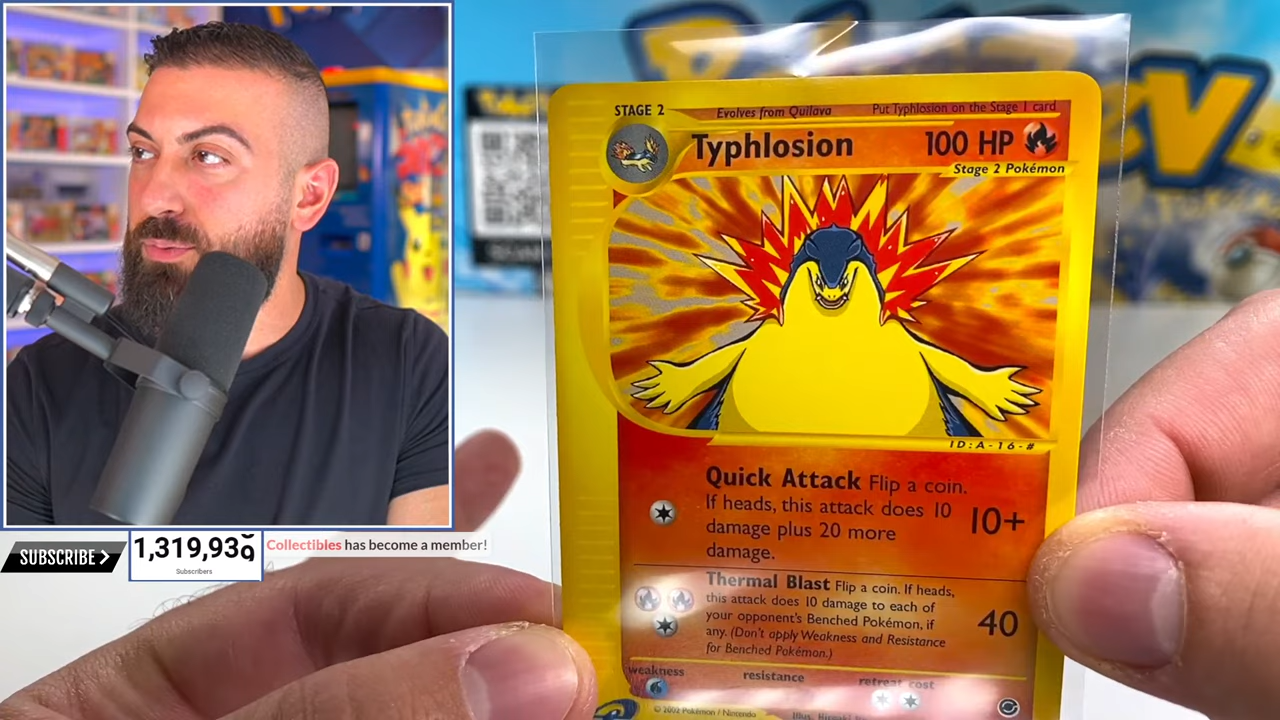 STAGE 2
Evolves from Quilava
Put Typhlosion on the Stage 1 card
Typhlosion
100 HP
Stage 2 Pokémon
ID:A-16-#
Quick Attack Flip a coin.
If heads, this attack does 10
damage plus 20 more
damage.
10+
Thermal Blast Flip a coin. If heads,
this attack does 10 damage to each of
your opponent's Benched Pokémon, if
any. (Don't apply Weakness and Resistance
for Benched Pokémon.)
40
weakness
resistance
retreat cost
© 2002 Pokémon / Nintendo
Illus.
SUBSCRIBE >
1,319,93
Subscribers
Collectibles has become a member!